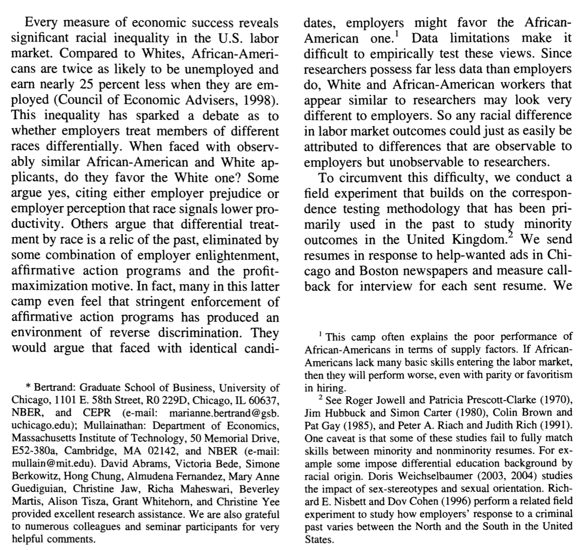 Every measure of economic success reveals
significant racial inequality in the U.S. labor
market. Compared to Whites, African-Ameri-
cans are twice as likely to be unemployed and
earn nearly 25 percent less when they are em-
ployed (Council of Economic Advisers, 1998).
This inequality has sparked a debate as to
whether employers treat members of different
races differentially. When faced with observ-
ably similar African-American and White ap-
plicants, do they favor the White one? Some
argue yes, citing either employer prejudice or
employer perception that race signals lower pro-
ductivity. Others argue that differential treat-
ment by race is a relic of the past, eliminated by
some combination of employer enlightenment,
affirmative action programs and the profit-
maximization motive. In fact, many in this latter
camp even feel that stringent enforcement of
affirmative action programs has produced an
environment of reverse discrimination. They
would argue that faced with identical candi-
* Bertrand: Graduate School of Business, University of
Chicago, 1101 E. 58th Street, R0 229D, Chicago, IL 60637,
NBER, and CEPR (e-mail: marianne.bertrand@gsb.
uchicago.edu); Mullainathan: Department of Economics,
Massachusetts Institute of Technology, 50 Memorial Drive,
E52-380a, Cambridge, MA 02142, and NBER (e-mail:
mullain@mit.edu). David Abrams, Victoria Bede, Simone
Berkowitz, Hong Chung, Almudena Fernandez, Mary Anne
Guediguian, Christine Jaw, Richa Maheswari, Beverley
Martis, Alison Tisza, Grant Whitehorn, and Christine Yee
provided excellent research assistance. We are also grateful
to numerous colleagues and seminar participants for very
helpful comments.
dates, employers might favor the African-
American one.¹ Data limitations make it
difficult to empirically test these views. Since
researchers possess far less data than employers
do, White and African-American workers that
appear similar to researchers may look very
different to employers. So any racial difference
in labor market outcomes could just as easily be
attributed to differences that are observable to
employers but unobservable to researchers.
To circumvent this difficulty, we conduct a
field experiment that builds on the correspon-
dence testing methodology that has been pri-
marily used in the past to study minority
outcomes in the United Kingdom.² We send
resumes in response to help-wanted ads in Chi-
cago and Boston newspapers and measure call-
back for interview for each sent resume. We
¹ This camp often explains the poor performance of
African-Americans in terms of supply factors. If African-
Americans lack many basic skills entering the labor market,
then they will perform worse, even with parity or favoritism
in hiring.
² See Roger Jowell and Patricia Prescott-Clarke (1970),
Jim Hubbuck and Simon Carter (1980), Colin Brown and
Pat Gay (1985), and Peter A. Riach and Judith Rich (1991).
One caveat is that some of these studies fail to fully match
skills between minority and nonminority resumes. For ex-
ample some impose differential education background by
racial origin. Doris Weichselbaumer (2003, 2004) studies
the impact of sex-stereotypes and sexual orientation. Rich-
ard E. Nisbett and Dov Cohen (1996) perform a related field
experiment to study how employers' response to a criminal
past varies between the North and the South in the United
States.